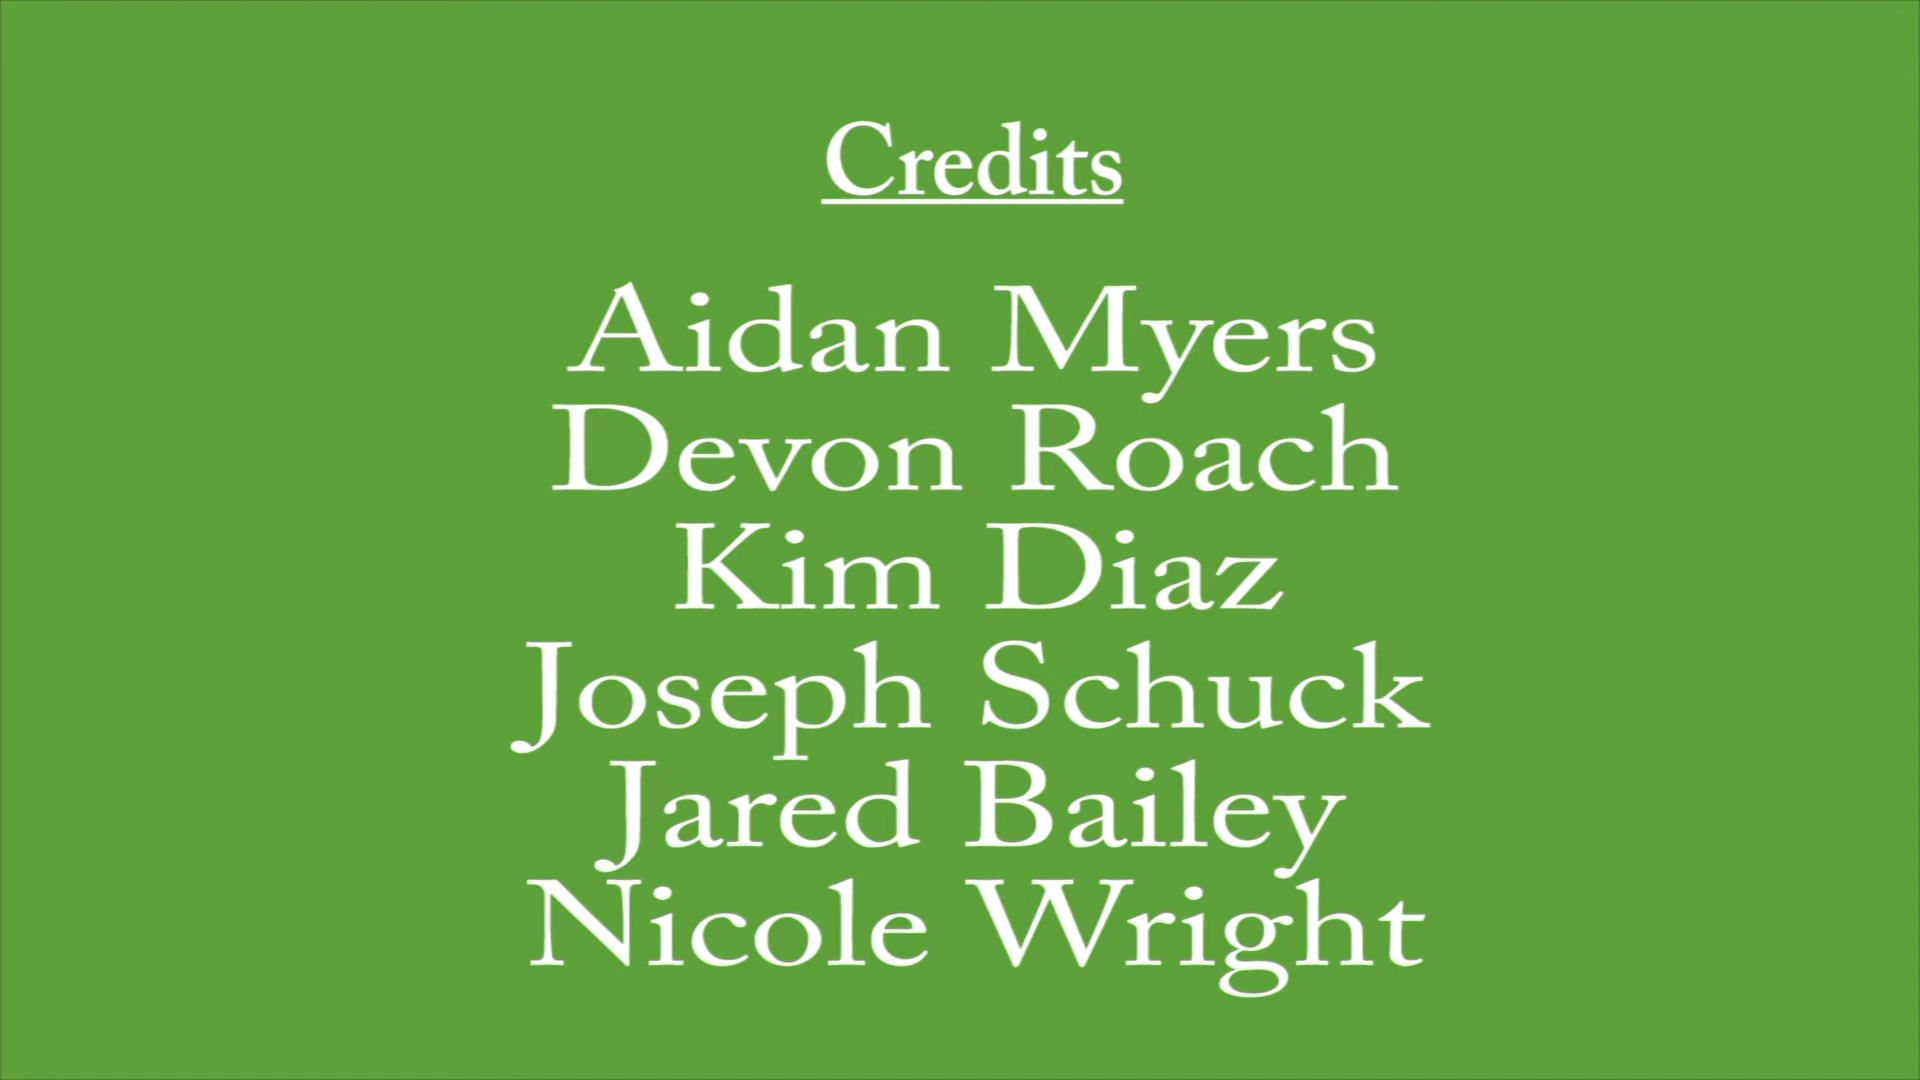 Credits
Aidan Myers
Devon Roach
Kim Diaz
Joseph Schuck
Jared Bailey
Nicole Wright